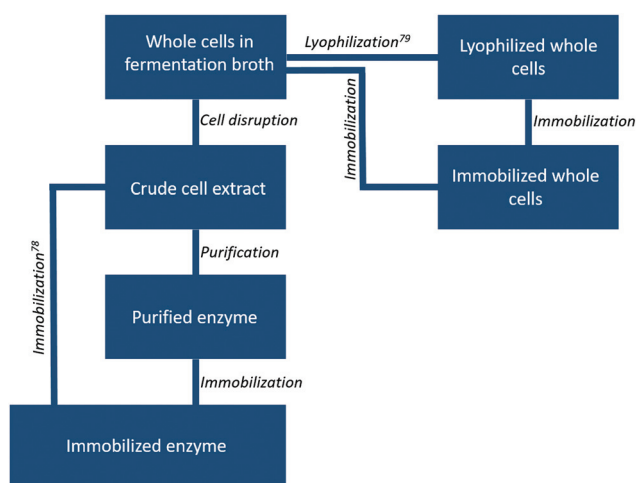 Whole cells in
fermentation broth
Lyophilization⁷⁹
Lyophilized whole
cells
Cell disruption
Immobilization
Immobilization
Crude cell extract
Immobilized whole
cells
Immobilization⁷⁸
Purification
Purified enzyme
Immobilization
Immobilized enzyme